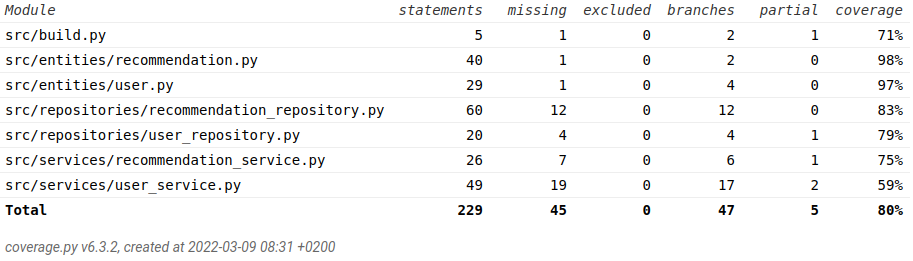 Module statements missing excluded branches partial coverage
src/build.py 5 1 0 2 1 71%
src/entities/recommendation.py 40 1 0 2 0 98%
src/entities/user.py 29 1 0 4 0 97%
src/repositories/recommendation_repository.py 60 12 0 12 0 83%
src/repositories/user_repository.py 20 4 0 4 1 79%
src/services/recommendation_service.py 26 7 0 6 1 75%
src/services/user_service.py 49 19 0 17 2 59%
Total 229 45 0 47 5 80%
coverage.py v6.3.2, created at 2022-03-09 08:31 +0200